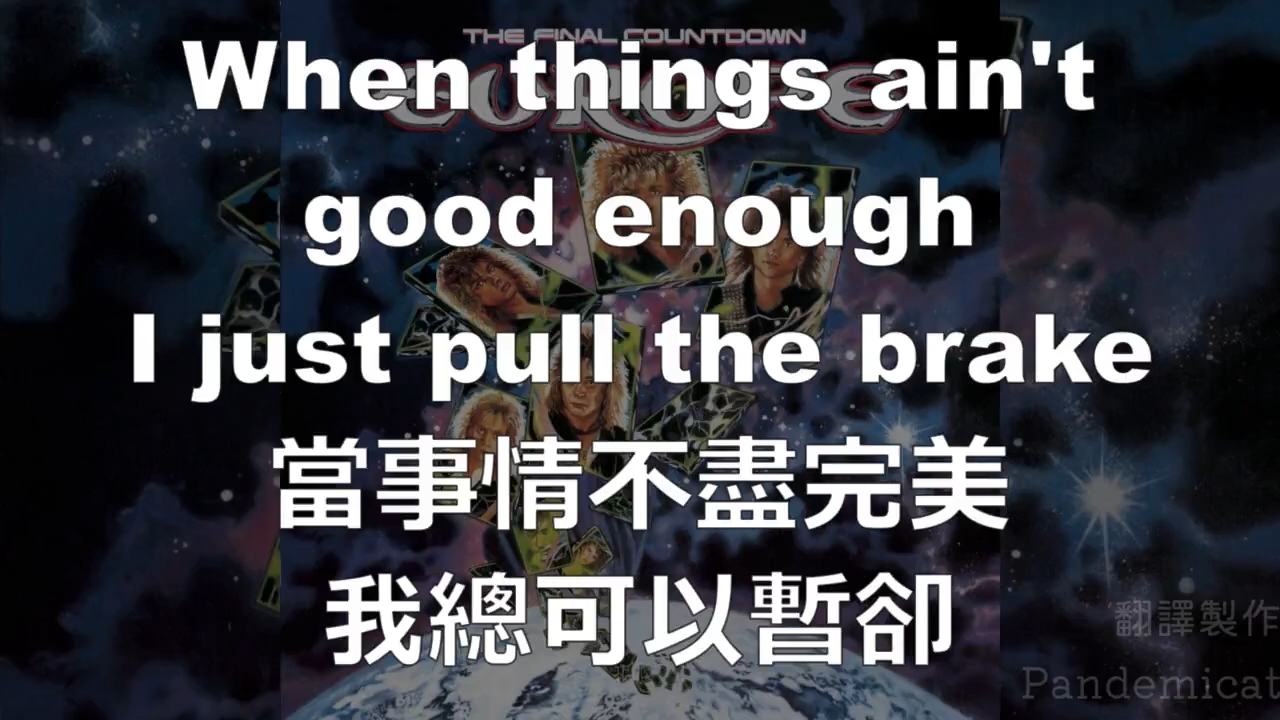 THE FINAL COUNTDOWN
EUROPE
When things ain't
good enough
I just pull the brake
當事情不盡完美
我總可以暫卻
翻譯製作
Pandemicat